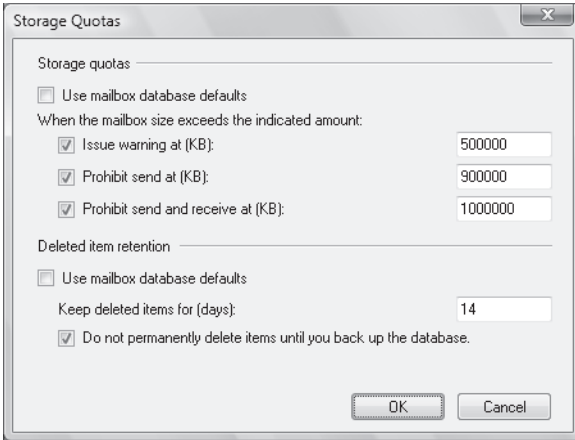 Storage Quotas
Storage quotas
Use mailbox database defaults
When the mailbox size exceeds the indicated amount:
Issue warning at (KB): 500000
Prohibit send at (KB): 900000
Prohibit send and receive at (KB): 1000000
Deleted item retention
Use mailbox database defaults
Keep deleted items for (days): 14
Do not permanently delete items until you back up the database.
OK Cancel